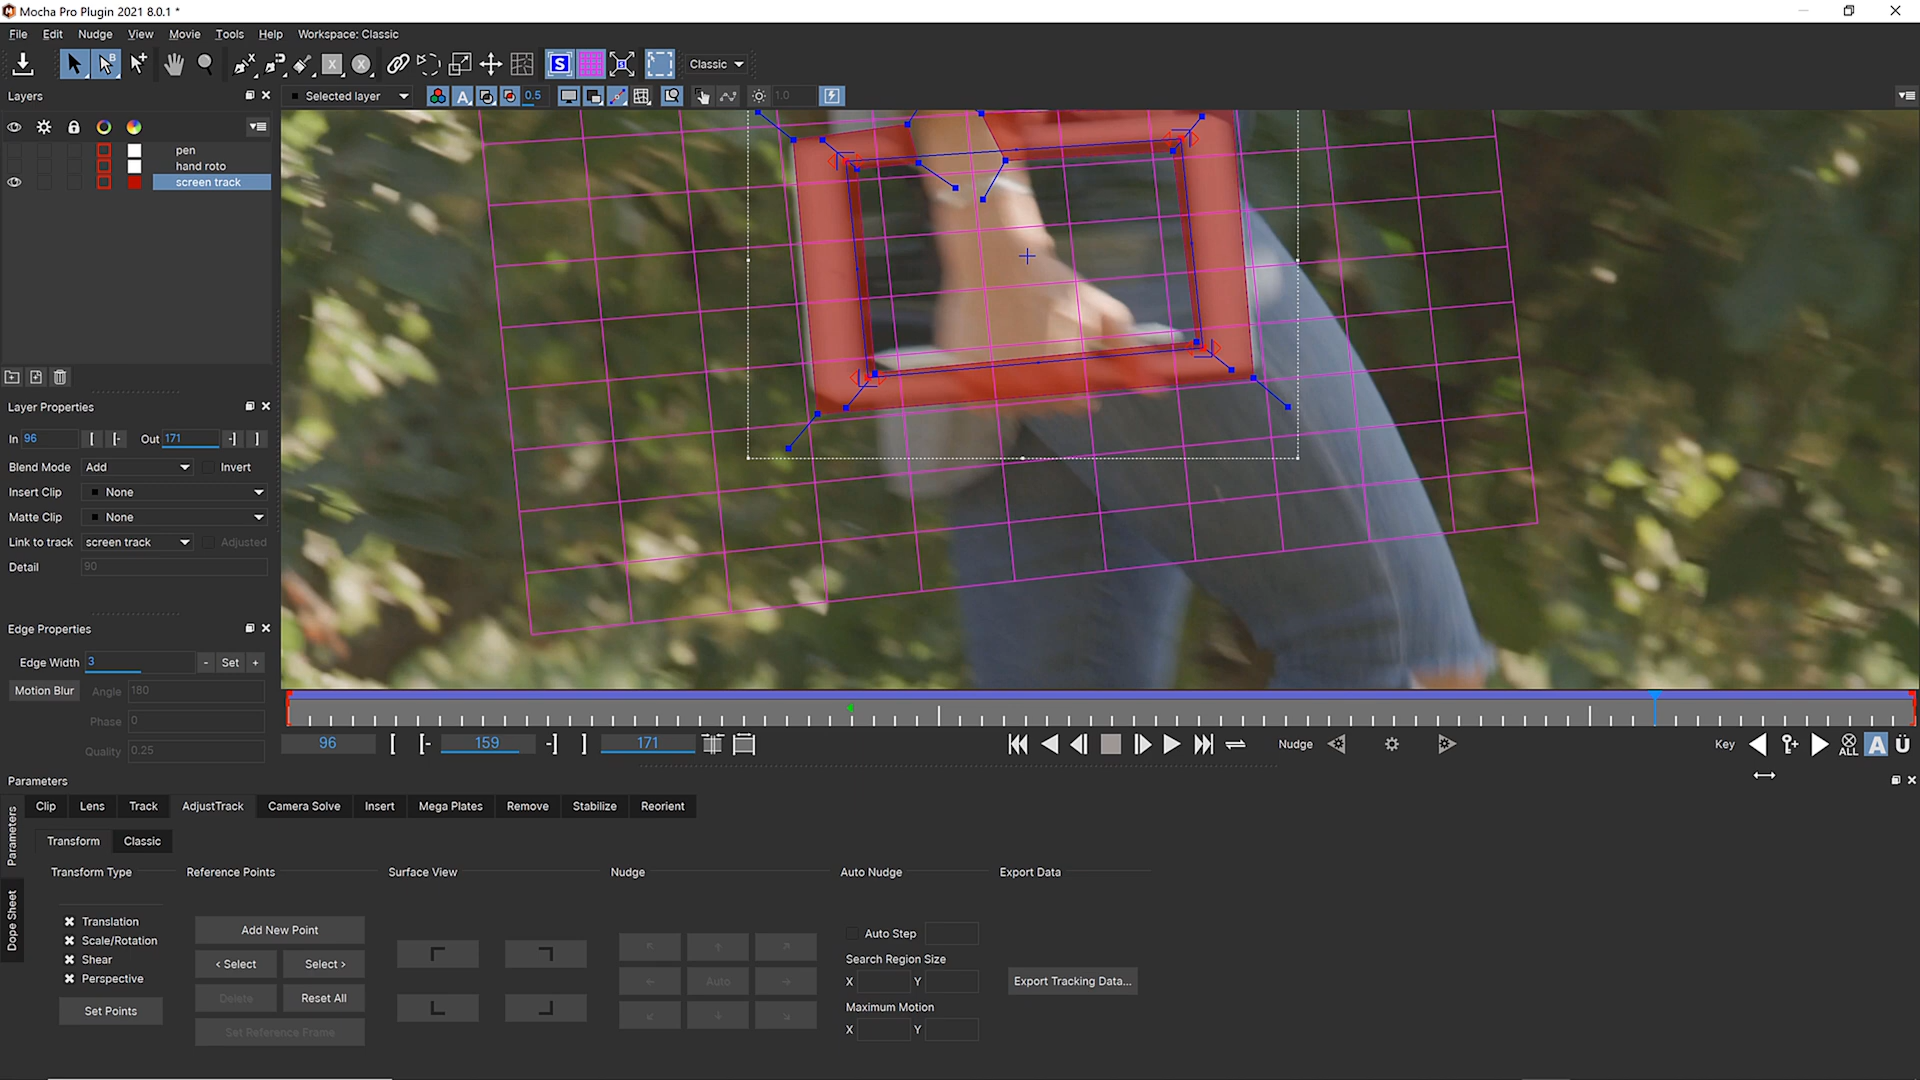 Mocha Pro Plugin 2021 8.0.1 *
File Edit Nudge View Movie Tools Help Workspace: Classic
S Classic
Layers
Selected layer A 0.5 1.0
pen
hand roto
screen track
Layer Properties
In 96 [ [- Out 171 -] ]
Blend Mode Add Invert
Insert Clip None
Matte Clip None
Link to track screen track Adjusted
Detail 90
Edge Properties
Edge Width 3 - Set +
Motion Blur Angle 180
Phase 0
Quality 0.25
96 [ [- 159 -] ] 171 Nudge Key ALL A Ü
Parameters
Clip Lens Track AdjustTrack Camera Solve Insert Mega Plates Remove Stabilize Reorient
Parameters
Dope Sheet
Transform Classic
Transform Type Reference Points Surface View Nudge Auto Nudge Export Data
Translation
Scale/Rotation
Shear
Perspective
Set Points
Add New Point
< Select Select >
Delete Reset All
Set Reference Frame
Auto
Auto Step
Search Region Size
X Y
Maximum Motion
X Y
Export Tracking Data...